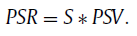 PSR = S ∗ PSV.